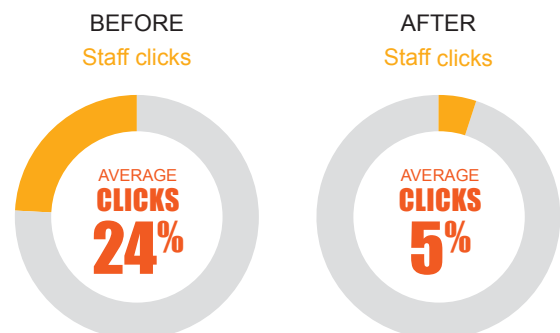 BEFORE
Staff clicks
AVERAGE
CLICKS
24%
AFTER
Staff clicks
AVERAGE
CLICKS
5%